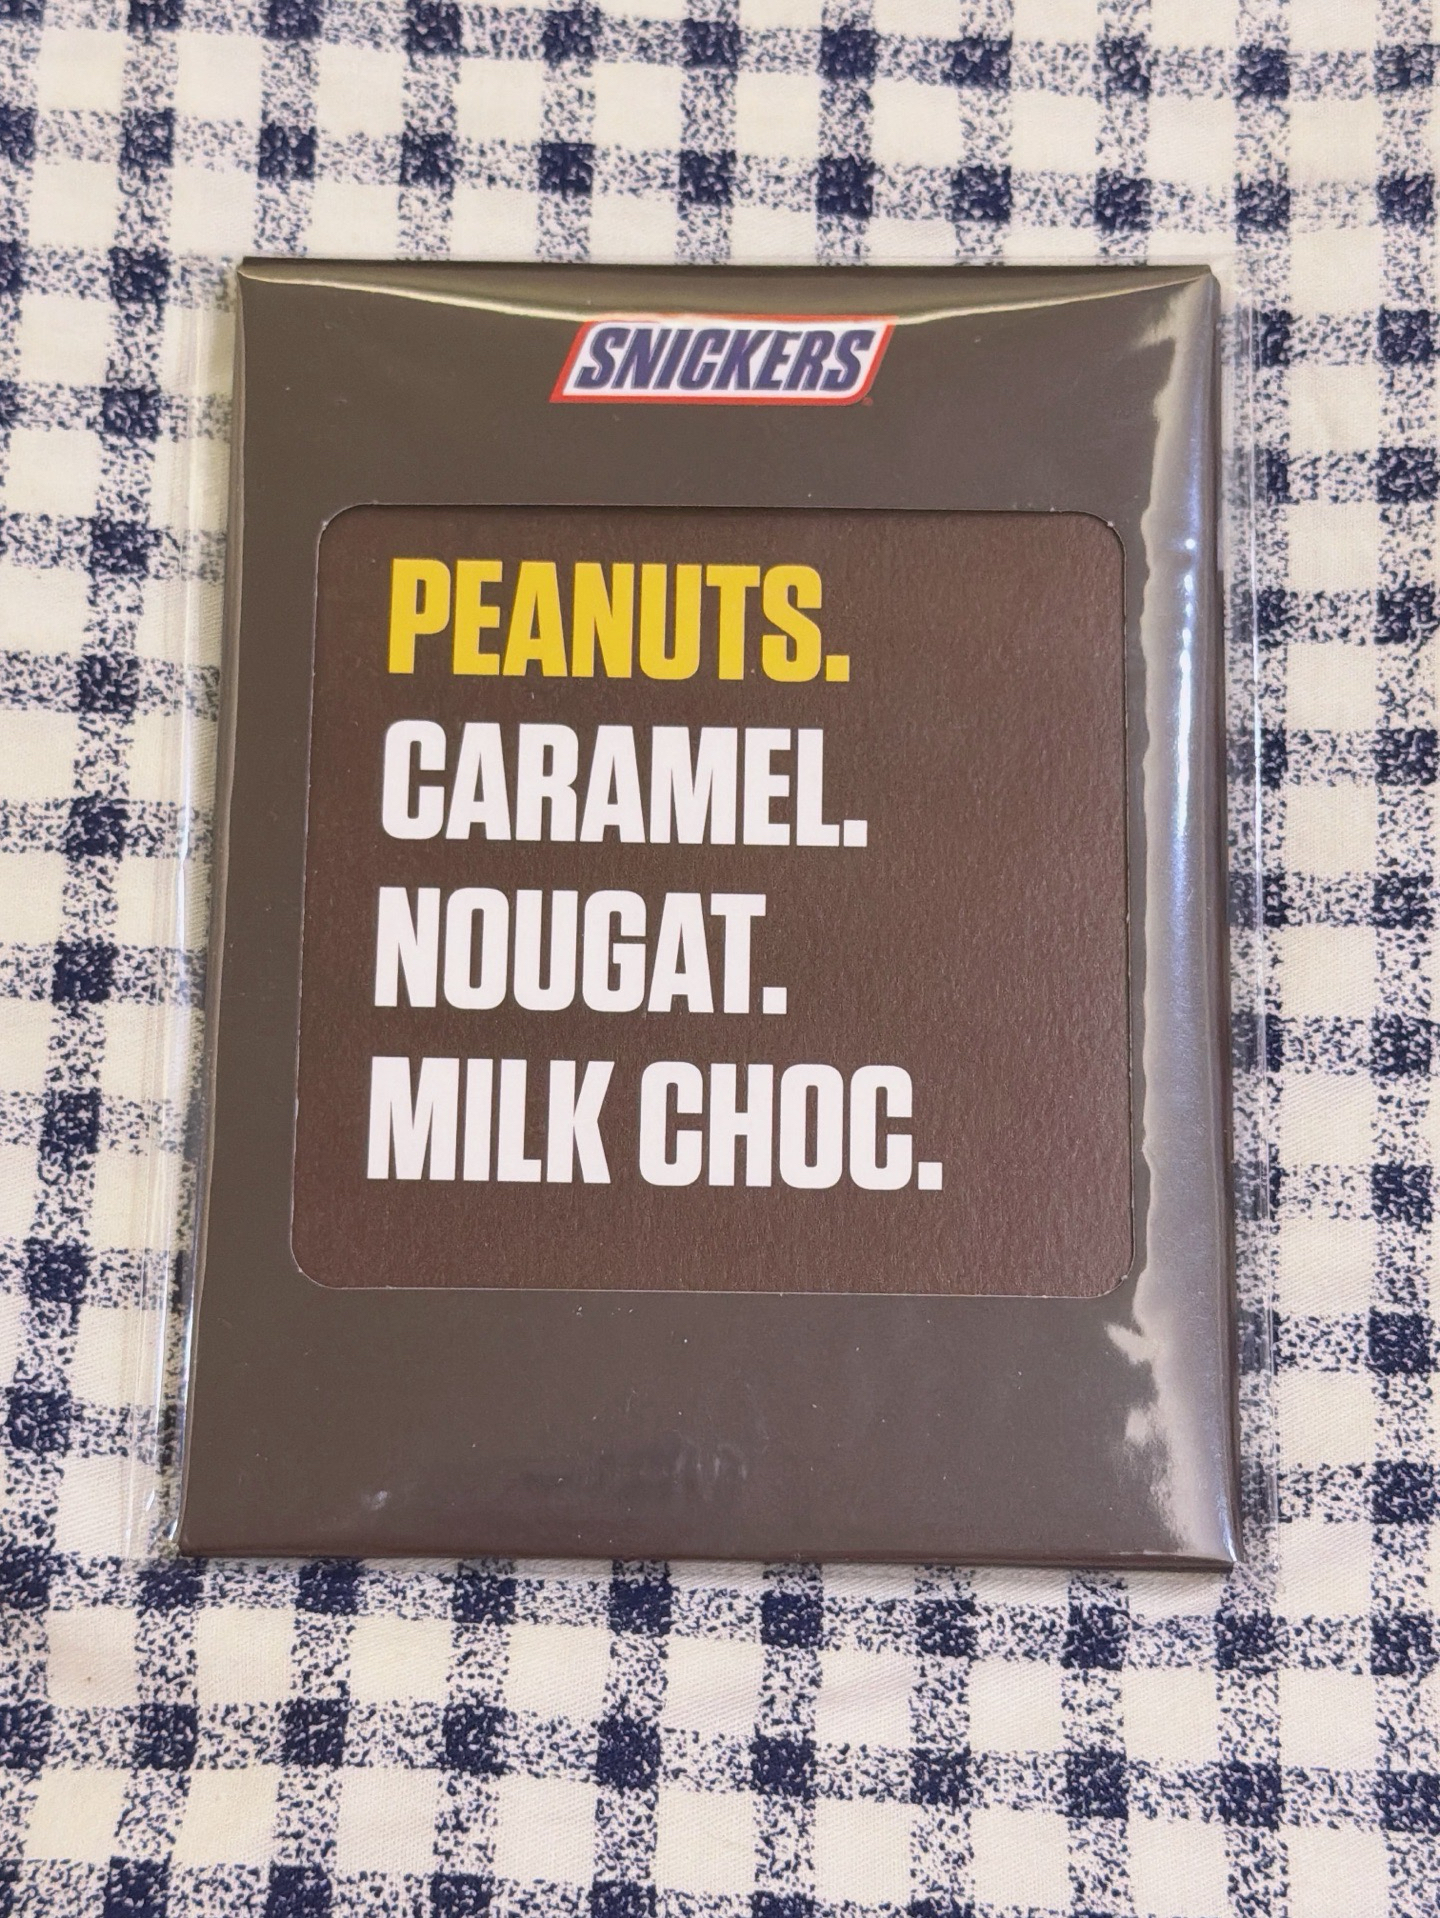 SNICKERS
PEANUTS.
CARAMEL.
NOUGAT.
MILK CHOC.